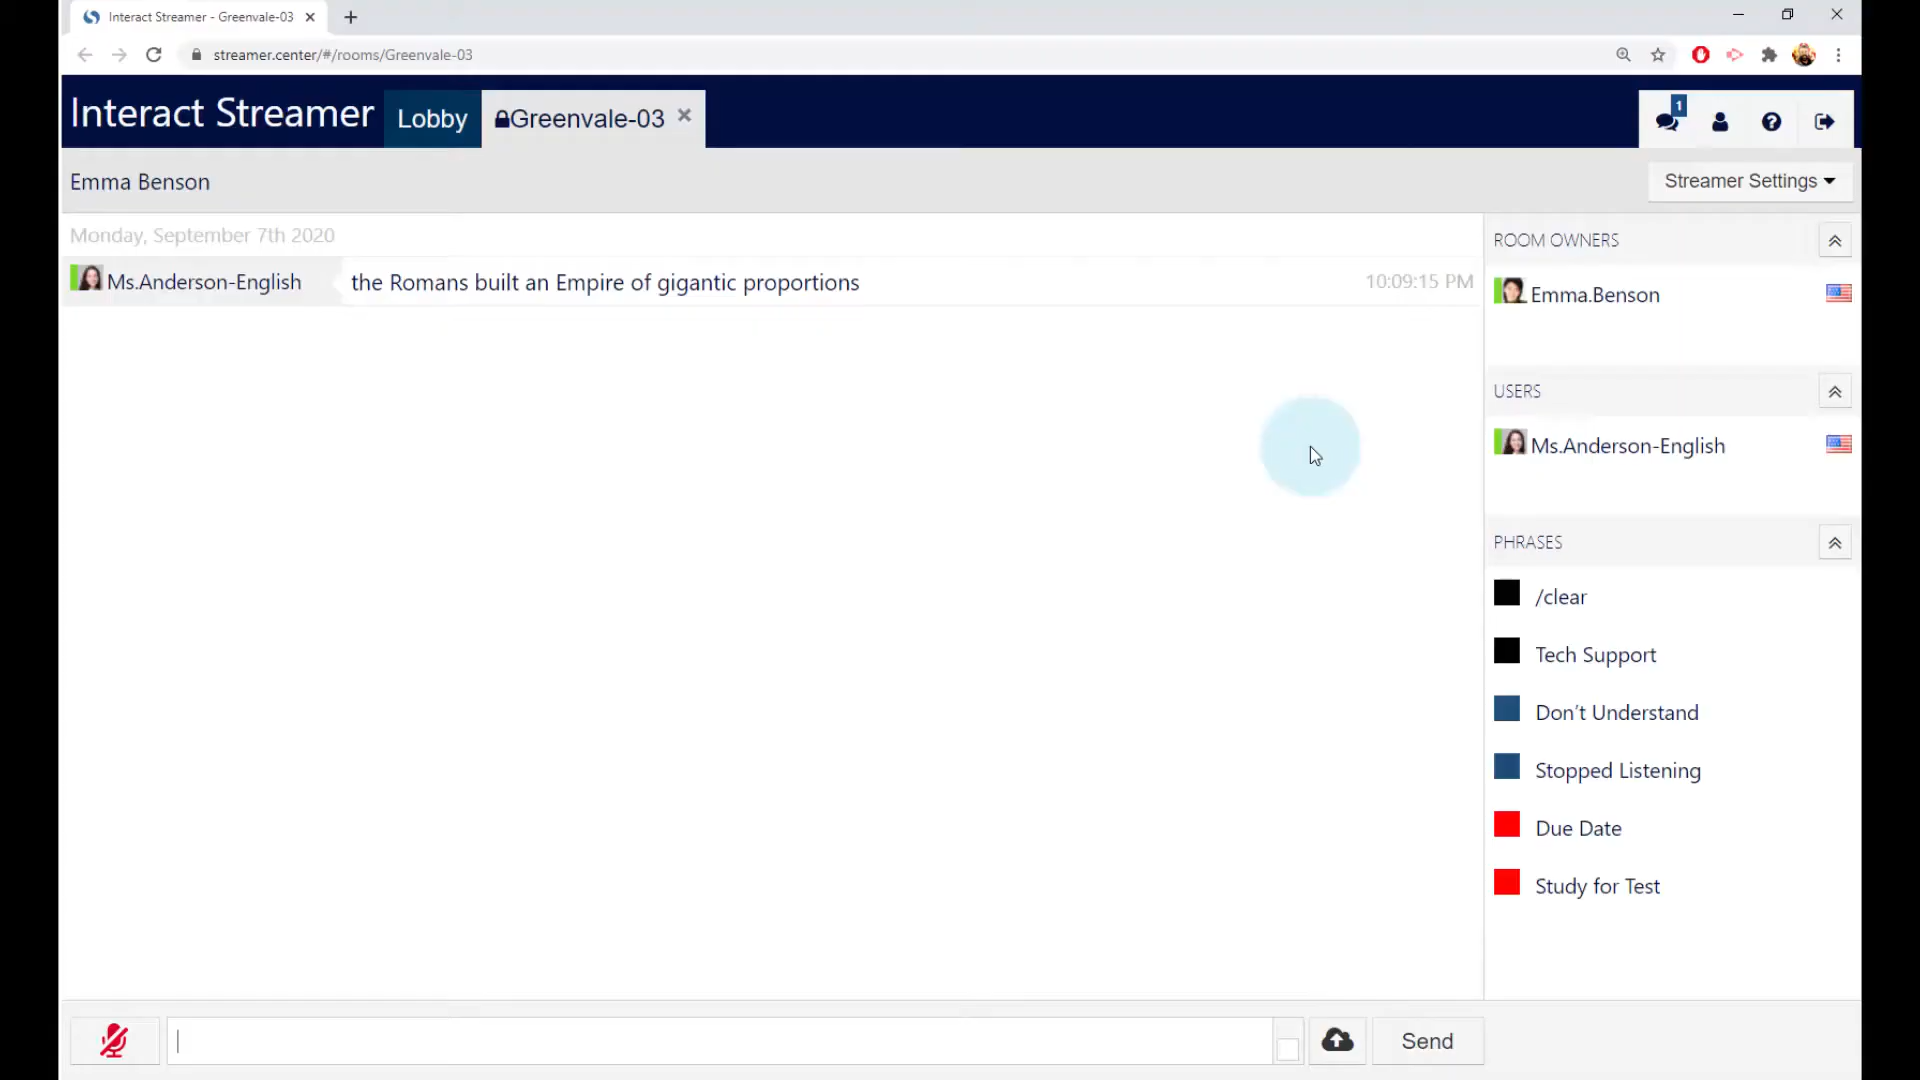 Interact Streamer - Greenvale-03
streamer.center/#/rooms/Greenvale-03
Interact Streamer Lobby Greenvale-03
1
Emma Benson Streamer Settings
Monday, September 7th 2020
Ms.Anderson-English the Romans built an Empire of gigantic proportions 10:09:15 PM
ROOM OWNERS
Emma.Benson
USERS
Ms.Anderson-English
PHRASES
/clear
Tech Support
Don’t Understand
Stopped Listening
Due Date
Study for Test
Send